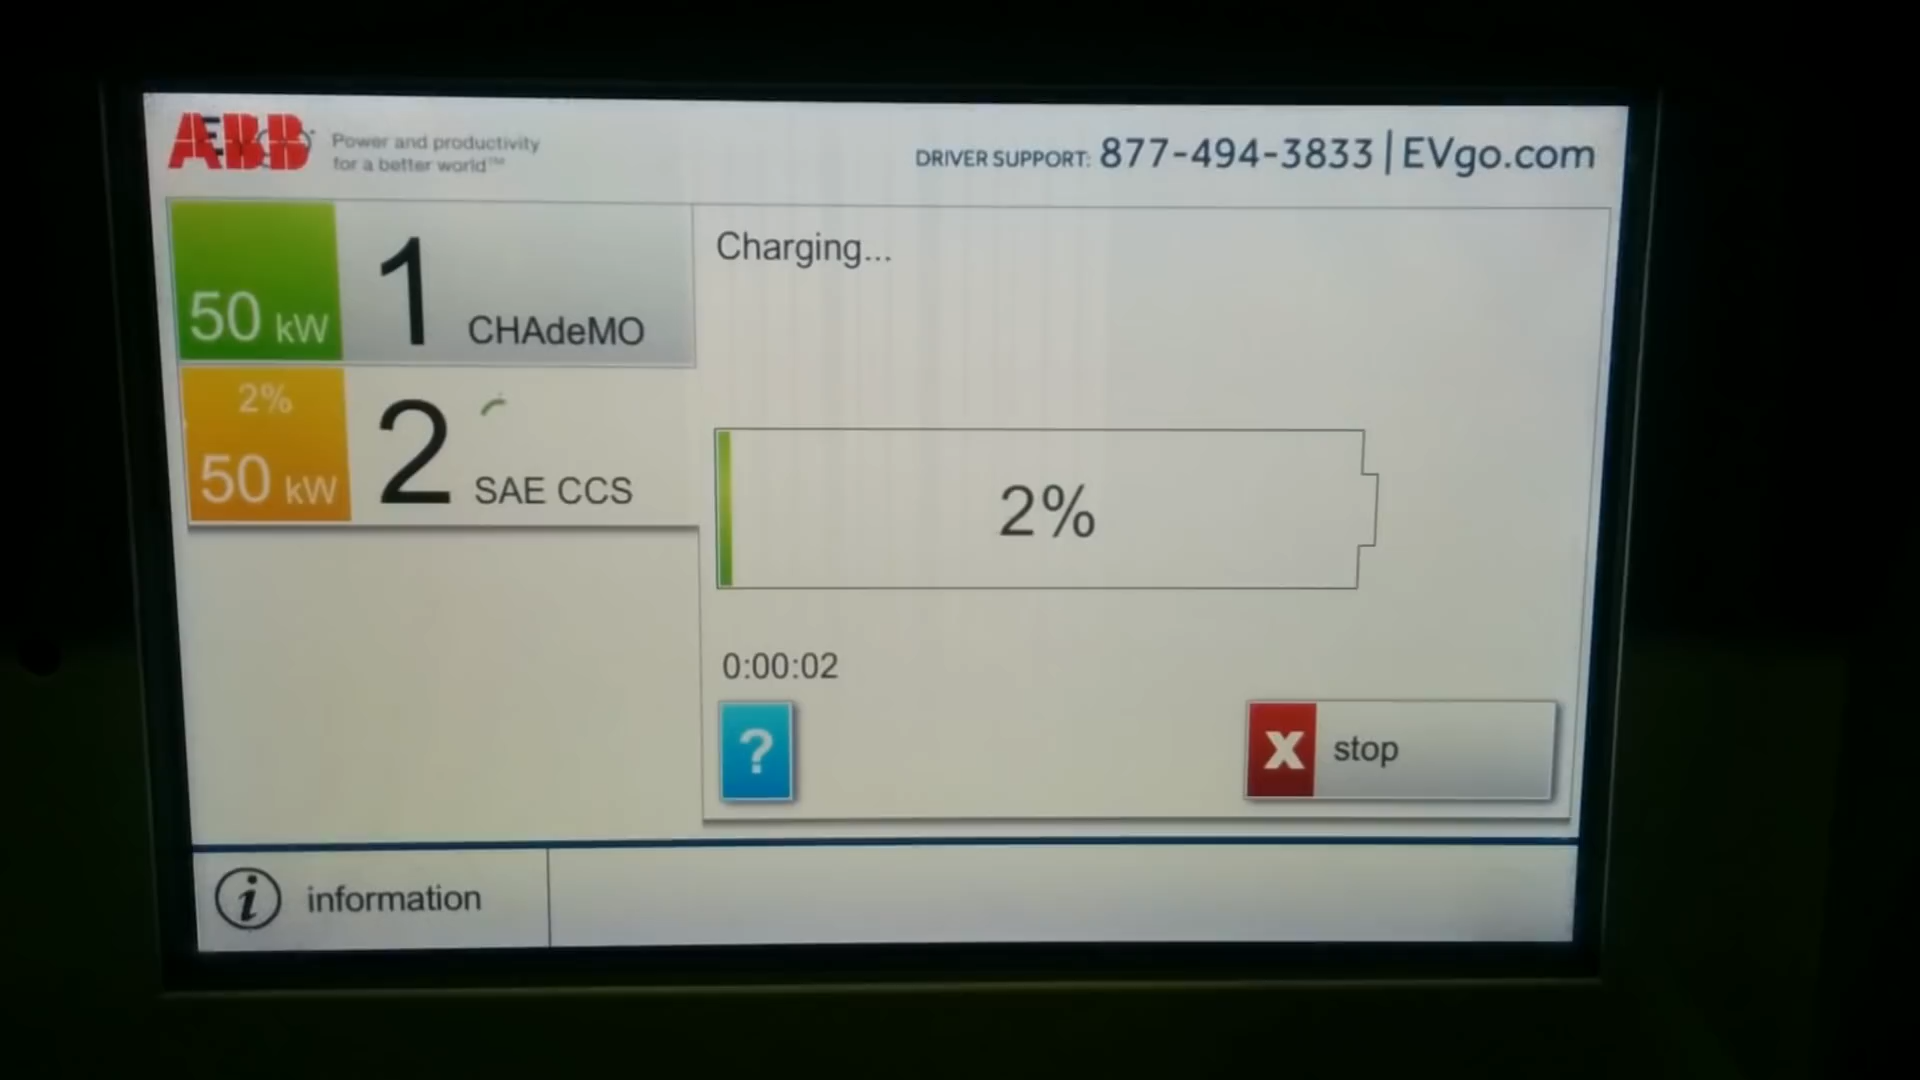 ABB
Power and productivity
for a better world™
DRIVER SUPPORT: 877-494-3833 | EVgo.com
50 kW
1
CHAdeMO
2%
50 kW
2
SAE CCS
Charging...
2%
0:00:02
?
X stop
i information